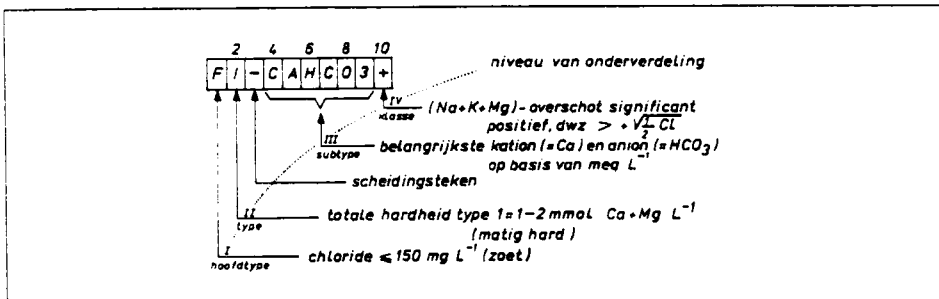 2 4 6 8 10
F 1 - C A H C O 3 +
niveau van onderverdeling
IV klasse (Na+K+Mg)-overschot significant
positief, dwz > + √½ Cl
III subtype belangrijkste kation (=Ca) en anion (=HCO3)
op basis van meq L⁻¹
scheidingsteken
II type totale hardheid type 1 = 1-2 mmol Ca+Mg L⁻¹
(matig hard)
I hoofdtype chloride ⩽ 150 mg L⁻¹ (zoet)